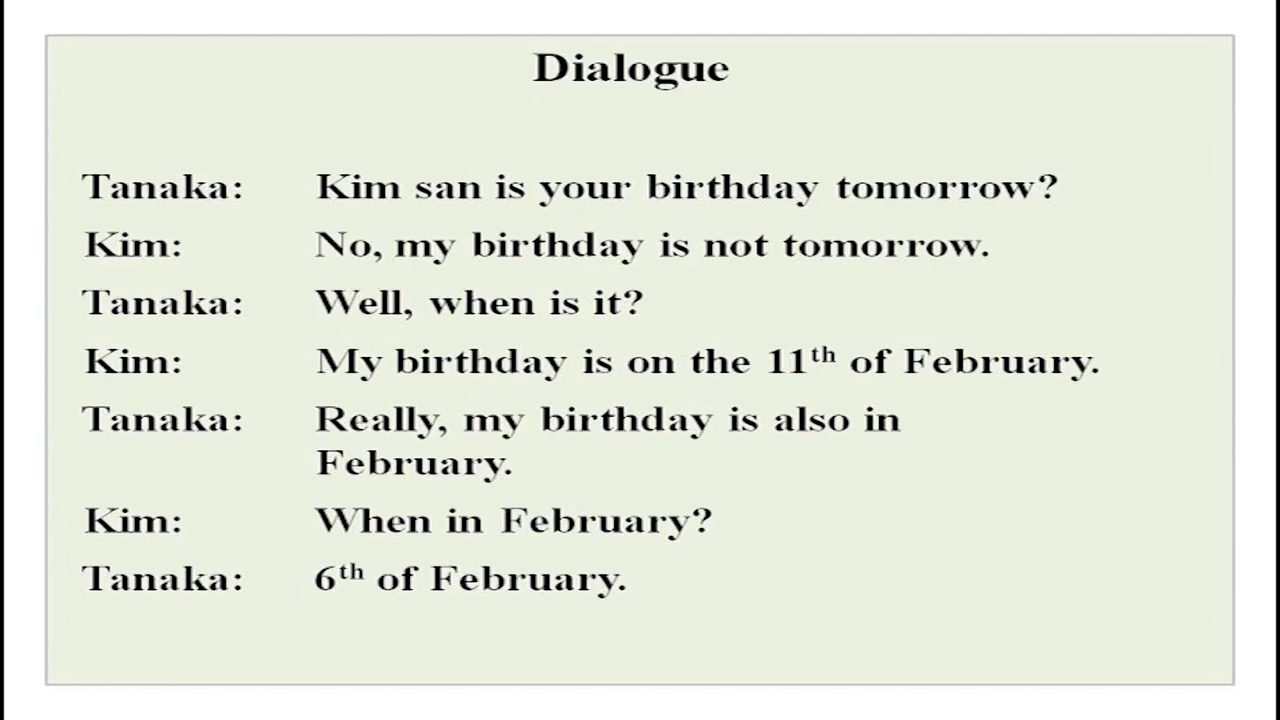 Dialogue
Tanaka: Kim san is your birthday tomorrow?
Kim: No, my birthday is not tomorrow.
Tanaka: Well, when is it?
Kim: My birthday is on the 11th of February.
Tanaka: Really, my birthday is also in
February.
Kim: When in February?
Tanaka: 6th of February.